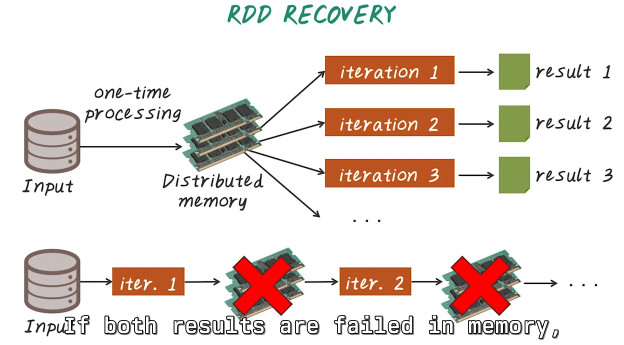 RDD RECOVERY
one-time
processing
Input
Distributed
memory
iteration 1
result 1
iteration 2
result 2
iteration 3
result 3
...
Input
iter. 1
iter. 2
...
If both results are failed in memory,